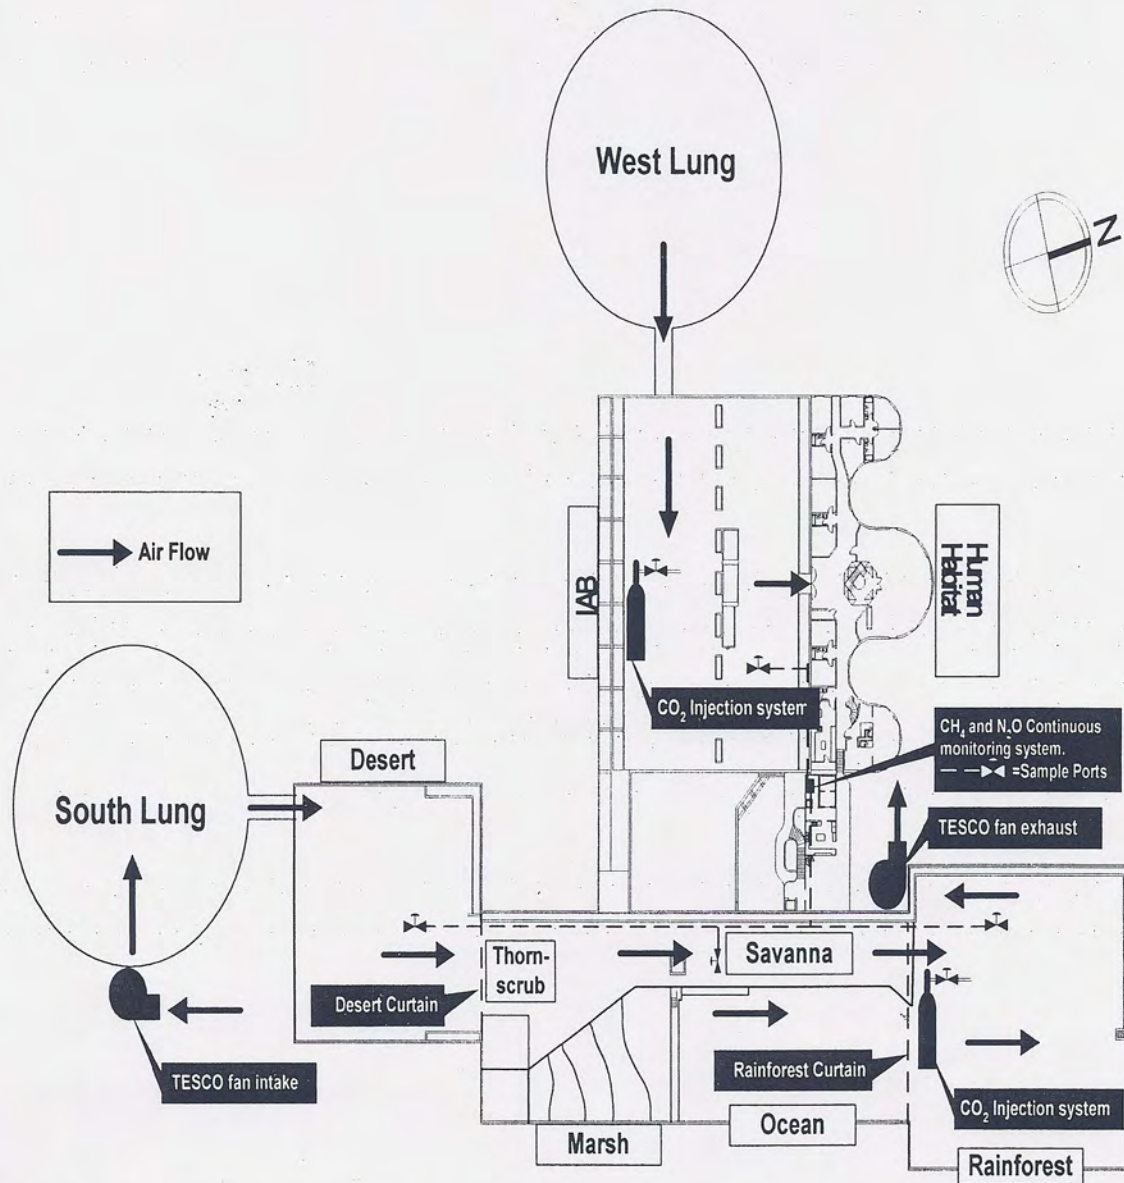 West Lung
N
Air Flow
IAB
Human
Habitat
CO₂ Injection system
CH₄ and N₂O Continuous
monitoring system.
=Sample Ports
Desert
South Lung
TESCO fan exhaust
Thorn-
scrub
Savanna
Desert Curtain
TESCO fan intake
Rainforest Curtain
CO₂ Injection system
Marsh
Ocean
Rainforest